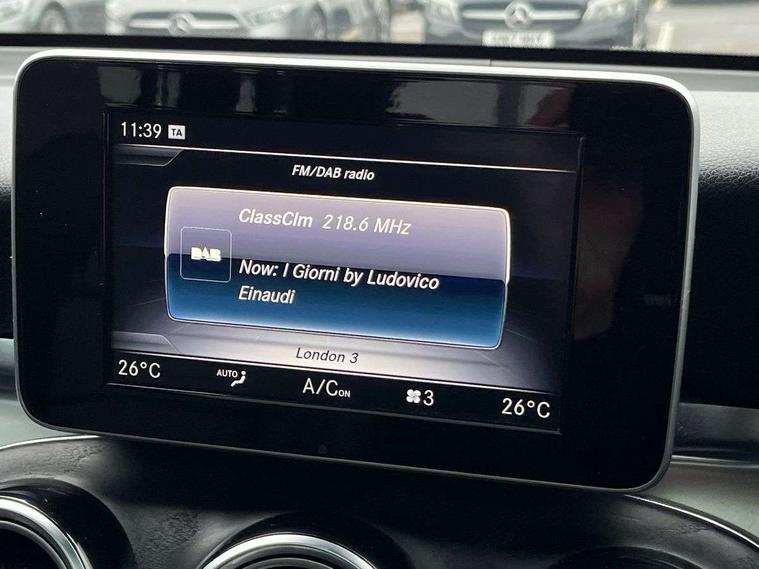 11:39 TA
FM/DAB radio
ClassClm 218.6 MHz
DAB
Now: I Giorni by Ludovico
Einaudi
London 3
26°C AUTO A/C ON 3 26°C